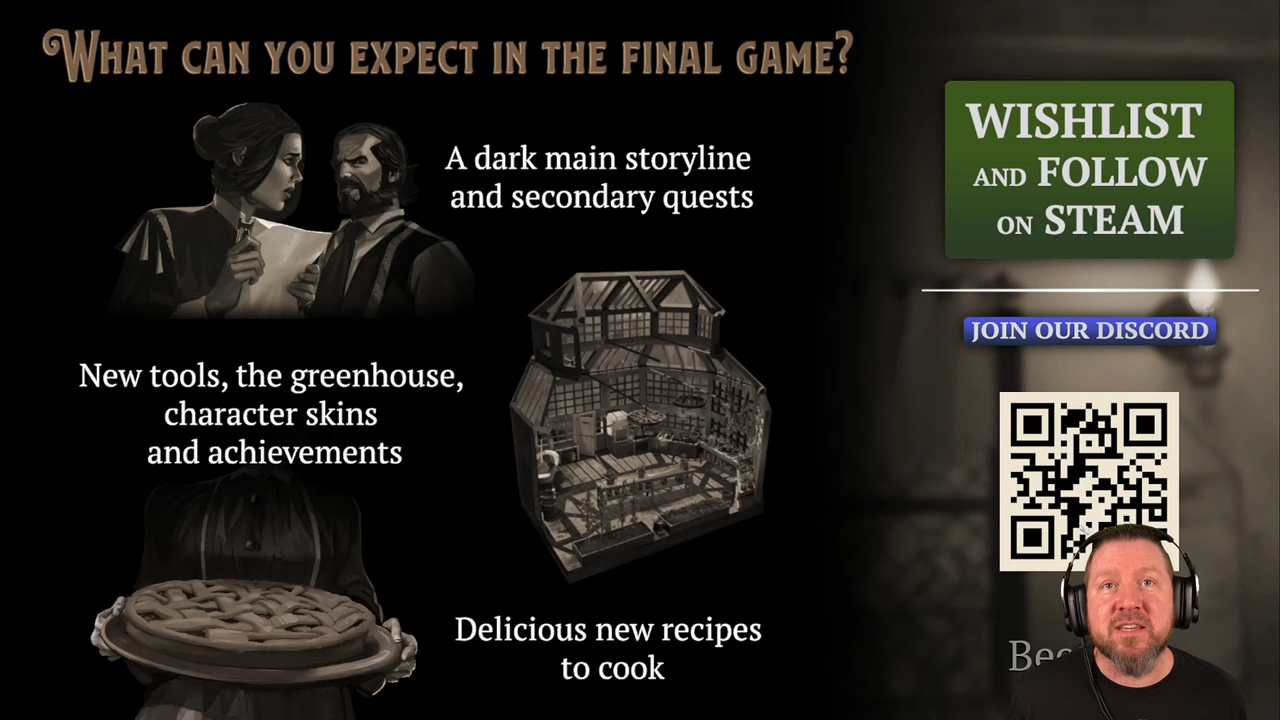 WHAT CAN YOU EXPECT IN THE FINAL GAME?
A dark main storyline
and secondary quests
New tools, the greenhouse,
character skins
and achievements
Delicious new recipes
to cook
WISHLIST
AND FOLLOW
ON STEAM
JOIN OUR DISCORD